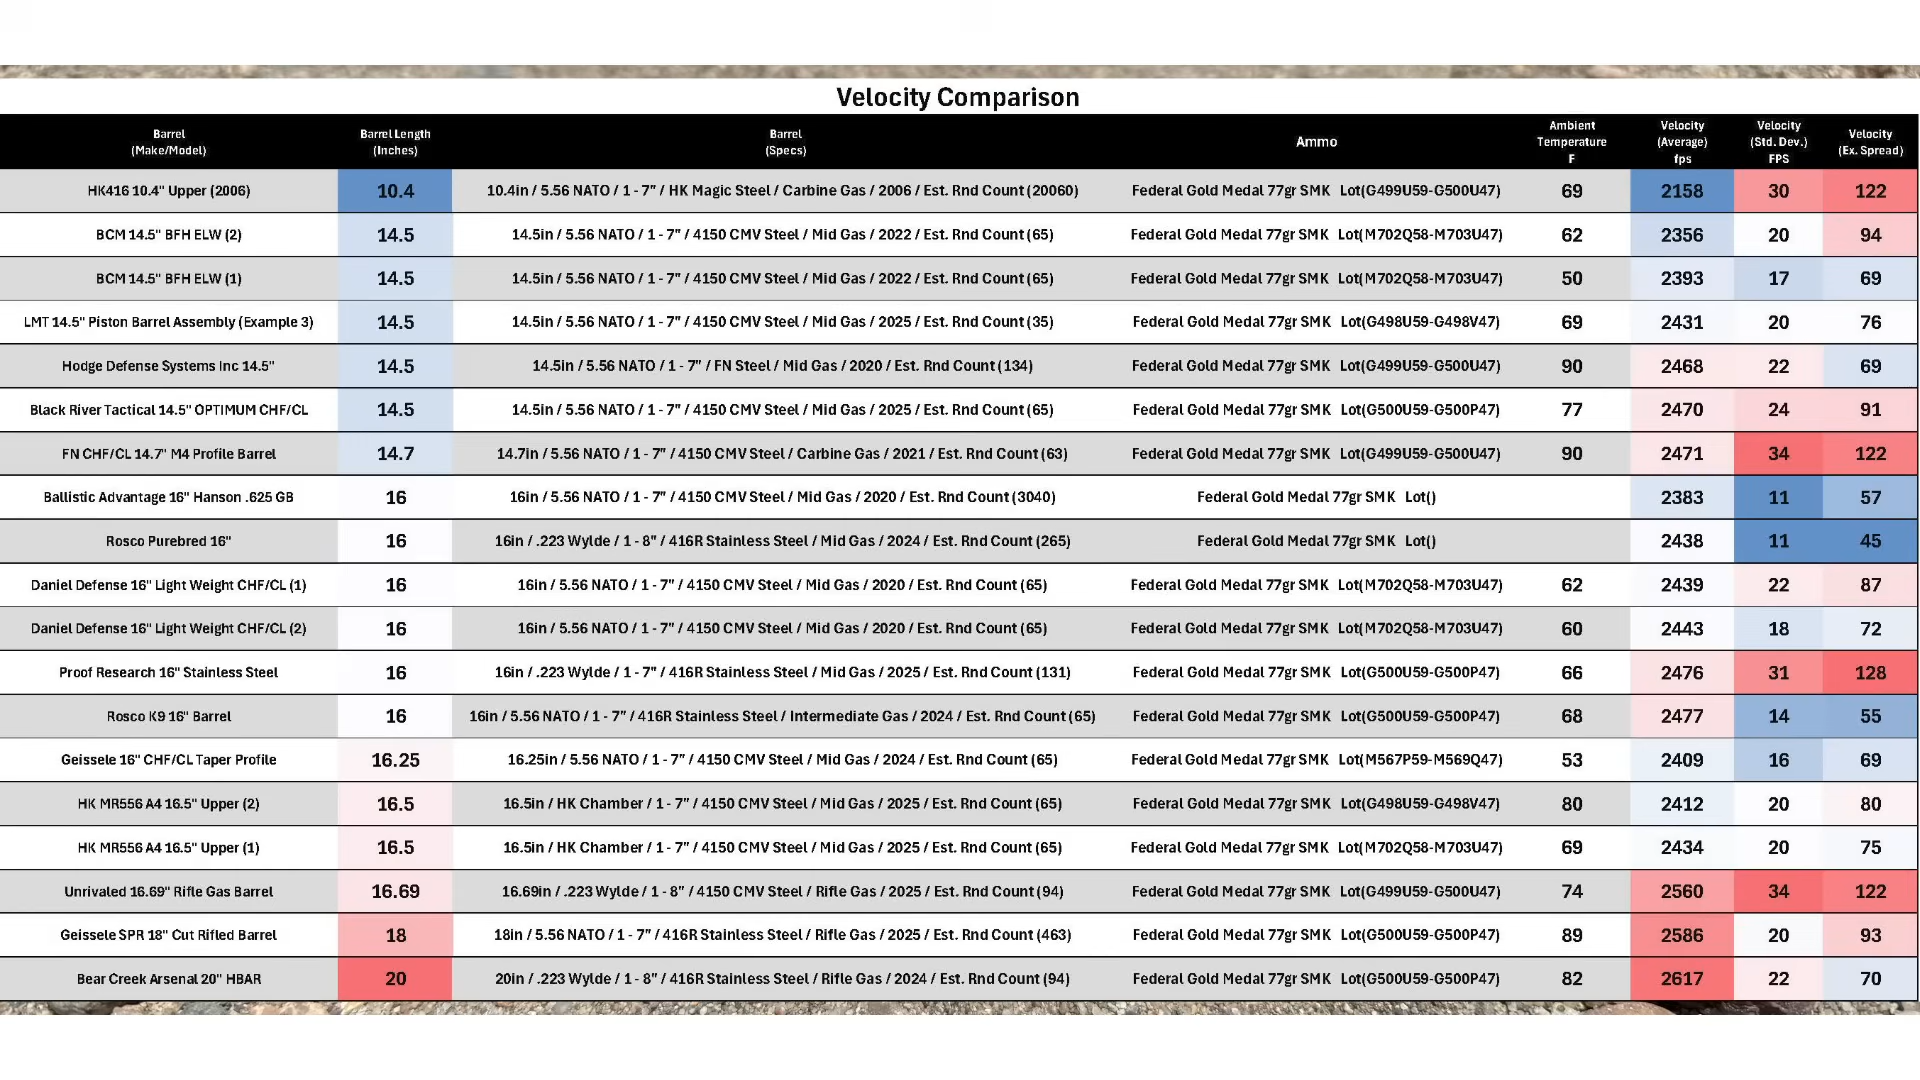 Velocity Comparison
Barrel (Make/Model) Barrel Length (Inches) Barrel (Specs) Ammo Ambient Temperature F Velocity (Average) fps Velocity (Std. Dev.) FPS Velocity (Ex. Spread)
HK416 10.4" Upper (2006) 10.4 10.4in / 5.56 NATO / 1 - 7" / HK Magic Steel / Carbine Gas / 2006 / Est. Rnd Count (20060) Federal Gold Medal 77gr SMK Lot(G499U59-G500U47) 69 2158 30 122
BCM 14.5" BFH ELW (2) 14.5 14.5in / 5.56 NATO / 1 - 7" / 4150 CMV Steel / Mid Gas / 2022 / Est. Rnd Count (65) Federal Gold Medal 77gr SMK Lot(M702Q58-M703U47) 62 2356 20 94
BCM 14.5" BFH ELW (1) 14.5 14.5in / 5.56 NATO / 1 - 7" / 4150 CMV Steel / Mid Gas / 2022 / Est. Rnd Count (65) Federal Gold Medal 77gr SMK Lot(M702Q58-M703U47) 50 2393 17 69
LMT 14.5" Piston Barrel Assembly (Example 3) 14.5 14.5in / 5.56 NATO / 1 - 7" / 4150 CMV Steel / Mid Gas / 2025 / Est. Rnd Count (35) Federal Gold Medal 77gr SMK Lot(G498U59-G498V47) 69 2431 20 76
Hodge Defense Systems Inc 14.5" 14.5 14.5in / 5.56 NATO / 1 - 7" / FN Steel / Mid Gas / 2020 / Est. Rnd Count (134) Federal Gold Medal 77gr SMK Lot(G499U59-G500U47) 90 2468 22 69
Black River Tactical 14.5" OPTIMUM CHF/CL 14.5 14.5in / 5.56 NATO / 1 - 7" / 4150 CMV Steel / Mid Gas / 2025 / Est. Rnd Count (65) Federal Gold Medal 77gr SMK Lot(G500U59-G500P47) 77 2470 24 91
FN CHF/CL 14.7" M4 Profile Barrel 14.7 14.7in / 5.56 NATO / 1 - 7" / 4150 CMV Steel / Carbine Gas / 2021 / Est. Rnd Count (63) Federal Gold Medal 77gr SMK Lot(G499U59-G500U47) 90 2471 34 122
Ballistic Advantage 16" Hanson .625 GB 16 16in / 5.56 NATO / 1 - 7" / 4150 CMV Steel / Mid Gas / 2020 / Est. Rnd Count (3040) Federal Gold Medal 77gr SMK Lot() 2383 11 57
Rosco Purebred 16" 16 16in / .223 Wylde / 1 - 8" / 416R Stainless Steel / Mid Gas / 2024 / Est. Rnd Count (265) Federal Gold Medal 77gr SMK Lot() 2438 11 45
Daniel Defense 16" Light Weight CHF/CL (1) 16 16in / 5.56 NATO / 1 - 7" / 4150 CMV Steel / Mid Gas / 2020 / Est. Rnd Count (65) Federal Gold Medal 77gr SMK Lot(M702Q58-M703U47) 62 2439 22 87
Daniel Defense 16" Light Weight CHF/CL (2) 16 16in / 5.56 NATO / 1 - 7" / 4150 CMV Steel / Mid Gas / 2020 / Est. Rnd Count (65) Federal Gold Medal 77gr SMK Lot(M702Q58-M703U47) 60 2443 18 72
Proof Research 16" Stainless Steel 16 16in / .223 Wylde / 1 - 7" / 416R Stainless Steel / Mid Gas / 2025 / Est. Rnd Count (131) Federal Gold Medal 77gr SMK Lot(G500U59-G500P47) 66 2476 31 128
Rosco K9 16" Barrel 16 16in / 5.56 NATO / 1 - 7" / 416R Stainless Steel / Intermediate Gas / 2024 / Est. Rnd Count (65) Federal Gold Medal 77gr SMK Lot(G500U59-G500P47) 68 2477 14 55
Geissele 16" CHF/CL Taper Profile 16.25 16.25in / 5.56 NATO / 1 - 7" / 4150 CMV Steel / Mid Gas / 2024 / Est. Rnd Count (65) Federal Gold Medal 77gr SMK Lot(M567P59-M569Q47) 53 2409 16 69
HK MR556 A4 16.5" Upper (2) 16.5 16.5in / HK Chamber / 1 - 7" / 4150 CMV Steel / Mid Gas / 2025 / Est. Rnd Count (65) Federal Gold Medal 77gr SMK Lot(G498U59-G498V47) 80 2412 20 80
HK MR556 A4 16.5" Upper (1) 16.5 16.5in / HK Chamber / 1 - 7" / 4150 CMV Steel / Mid Gas / 2025 / Est. Rnd Count (65) Federal Gold Medal 77gr SMK Lot(M702Q58-M703U47) 69 2434 20 75
Unrivaled 16.69" Rifle Gas Barrel 16.69 16.69in / .223 Wylde / 1 - 8" / 4150 CMV Steel / Rifle Gas / 2025 / Est. Rnd Count (94) Federal Gold Medal 77gr SMK Lot(G499U59-G500U47) 74 2560 34 122
Geissele SPR 18" Cut Rifled Barrel 18 18in / 5.56 NATO / 1 - 7" / 416R Stainless Steel / Rifle Gas / 2025 / Est. Rnd Count (463) Federal Gold Medal 77gr SMK Lot(G500U59-G500P47) 89 2586 20 93
Bear Creek Arsenal 20" HBAR 20 20in / .223 Wylde / 1 - 8" / 416R Stainless Steel / Rifle Gas / 2024 / Est. Rnd Count (94) Federal Gold Medal 77gr SMK Lot(G500U59-G500P47) 82 2617 22 70